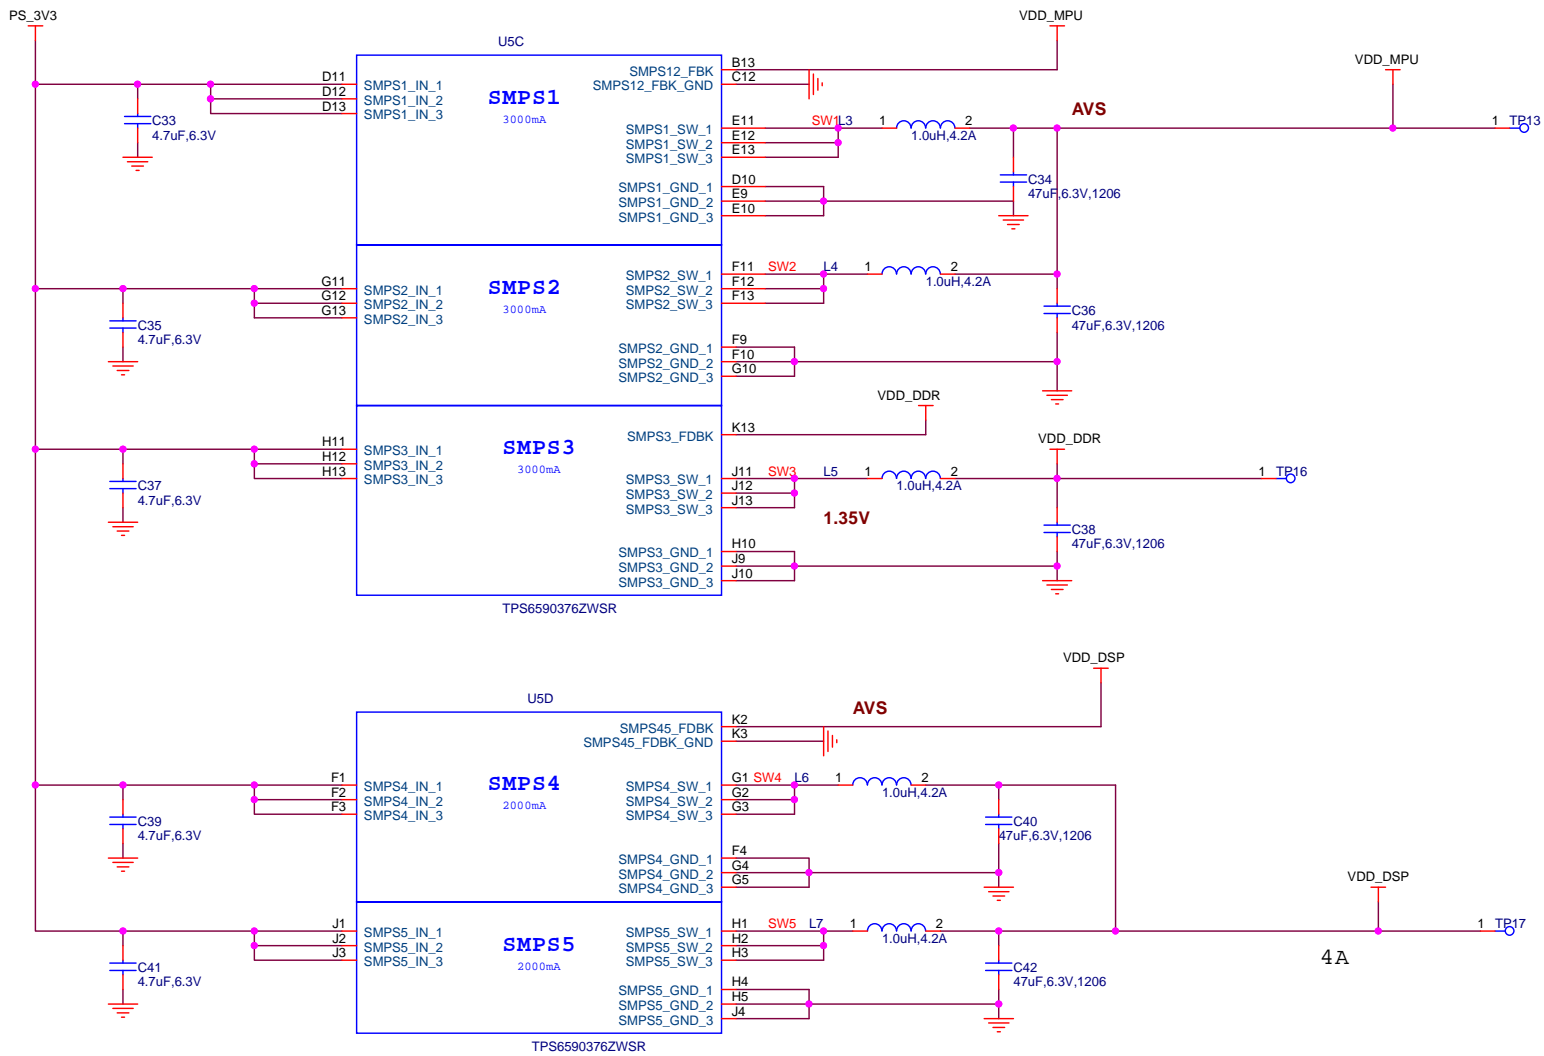 PS_3V3
VDD_MPU
U5C
VDD_MPU
SMPS12_FBK B13
SMPS12_FBK_GND C12
D11 SMPS1_IN_1
D12 SMPS1_IN_2
D13 SMPS1_IN_3
SMPS1
3000mA
C33
4.7uF,6.3V
AVS
SMPS1_SW_1 E11 SW1 L3 1 2
SMPS1_SW_2 E12
SMPS1_SW_3 E13
1.0uH,4.2A
1 TP13
SMPS1_GND_1 D10
SMPS1_GND_2 E9
SMPS1_GND_3 E10
C34
47uF,6.3V,1206
G11 SMPS2_IN_1
G12 SMPS2_IN_2
G13 SMPS2_IN_3
SMPS2
3000mA
SMPS2_SW_1 F11 SW2 L4 1 2
SMPS2_SW_2 F12
SMPS2_SW_3 F13
1.0uH,4.2A
C35
4.7uF,6.3V
C36
47uF,6.3V,1206
SMPS2_GND_1 F9
SMPS2_GND_2 F10
SMPS2_GND_3 G10
VDD_DDR
SMPS3_FDBK K13
VDD_DDR
H11 SMPS3_IN_1
H12 SMPS3_IN_2
H13 SMPS3_IN_3
SMPS3
3000mA
SMPS3_SW_1 J11 SW3 L5 1 2
SMPS3_SW_2 J12
SMPS3_SW_3 J13
1.0uH,4.2A
1 TP16
C37
4.7uF,6.3V
1.35V
C38
47uF,6.3V,1206
SMPS3_GND_1 H10
SMPS3_GND_2 J9
SMPS3_GND_3 J10
TPS6590376ZWSR
VDD_DSP
U5D
AVS
SMPS45_FDBK K2
SMPS45_FDBK_GND K3
F1 SMPS4_IN_1
F2 SMPS4_IN_2
F3 SMPS4_IN_3
SMPS4
2000mA
SMPS4_SW_1 G1 SW4 L6 1 2
SMPS4_SW_2 G2
SMPS4_SW_3 G3
1.0uH,4.2A
C39
4.7uF,6.3V
C40
47uF,6.3V,1206
SMPS4_GND_1 F4
SMPS4_GND_2 G4
SMPS4_GND_3 G5
VDD_DSP
J1 SMPS5_IN_1
J2 SMPS5_IN_2
J3 SMPS5_IN_3
SMPS5
2000mA
SMPS5_SW_1 H1 SW5 L7 1 2
SMPS5_SW_2 H2
SMPS5_SW_3 H3
1.0uH,4.2A
1 TP17
4A
C41
4.7uF,6.3V
C42
47uF,6.3V,1206
SMPS5_GND_1 H4
SMPS5_GND_2 H5
SMPS5_GND_3 J4
TPS6590376ZWSR